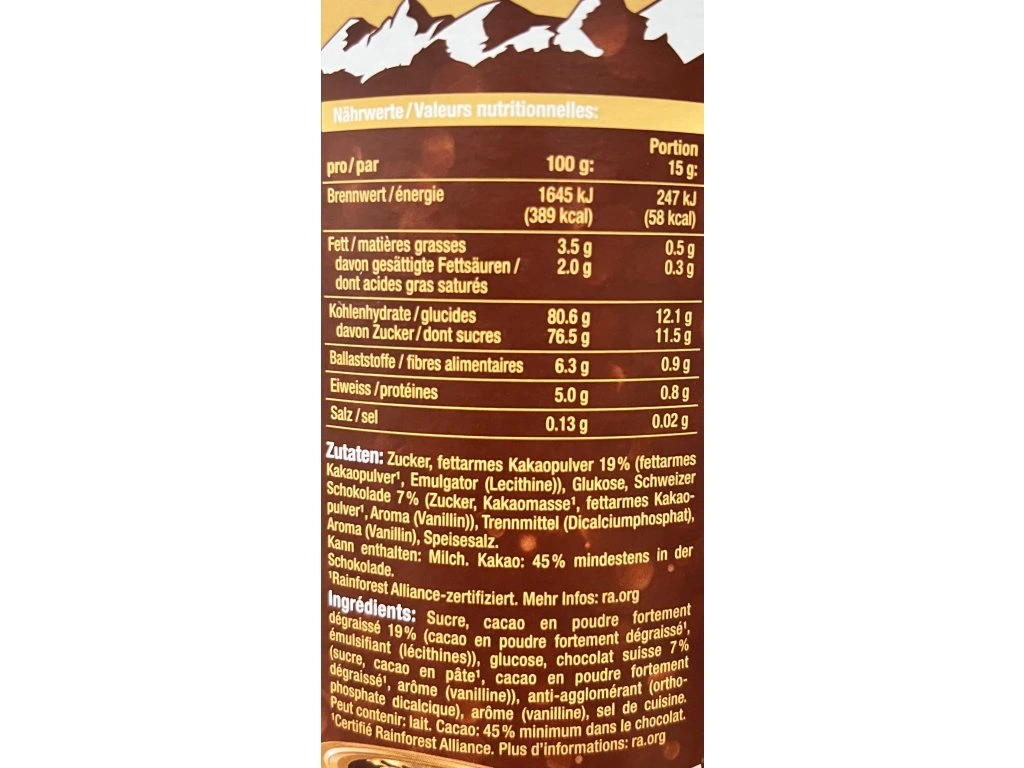 Nährwerte/Valeurs nutritionnelles:
pro/par 100 g: Portion 15 g:
Brennwert/énergie 1645 kJ 247 kJ
(389 kcal) (58 kcal)
Fett/matières grasses 3.5 g 0.5 g
davon gesättigte Fettsäuren/ 2.0 g 0.3 g
dont acides gras saturés
Kohlenhydrate/glucides 80.6 g 12.1 g
davon Zucker/dont sucres 76.5 g 11.5 g
Ballaststoffe / fibres alimentaires 6.3 g 0.9 g
Eiweiss/protéines 5.0 g 0.8 g
Salz/sel 0.13 g 0.02 g
Zutaten: Zucker, fettarmes Kakaopulver 19% (fettarmes
Kakaopulver¹, Emulgator (Lecithine)), Glukose, Schweizer
Schokolade 7% (Zucker, Kakaomasse¹, fettarmes Kakao-
pulver¹, Aroma (Vanillin)), Trennmittel (Dicalciumphosphat),
Aroma (Vanillin), Speisesalz.
Kann enthalten: Milch. Kakao: 45% mindestens in der
Schokolade.
¹Rainforest Alliance-zertifiziert. Mehr Infos: ra.org
Ingrédients: Sucre, cacao en poudre fortement
dégraissé 19% (cacao en poudre fortement dégraissé¹,
émulsifiant (lécithines)), glucose, chocolat suisse 7%
(sucre, cacao en pâte¹, cacao en poudre fortement
dégraissé¹, arôme (vanilline)), anti-agglomérant (ortho-
phosphate dicalcique), arôme (vanilline), sel de cuisine.
Peut contenir: lait. Cacao: 45% minimum dans le chocolat.
¹Certifié Rainforest Alliance. Plus d'informations: ra.org